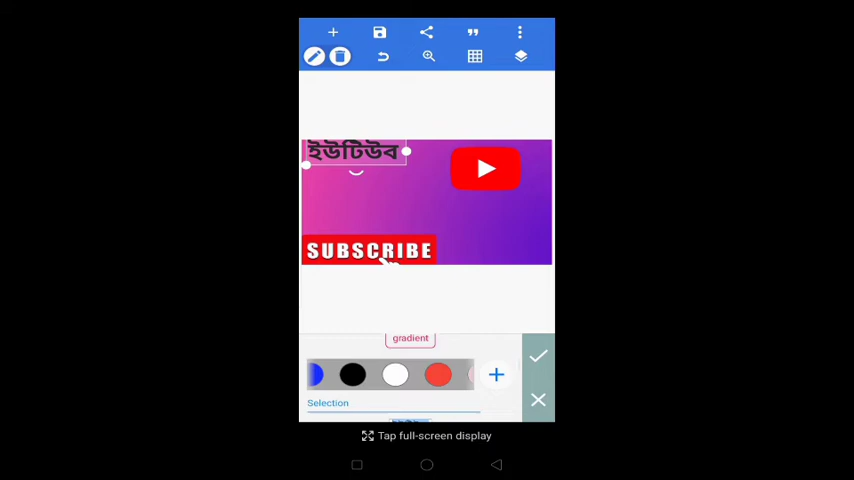 ইউটিউব
SUBSCRIBE
gradient
Selection
Tap full-screen display